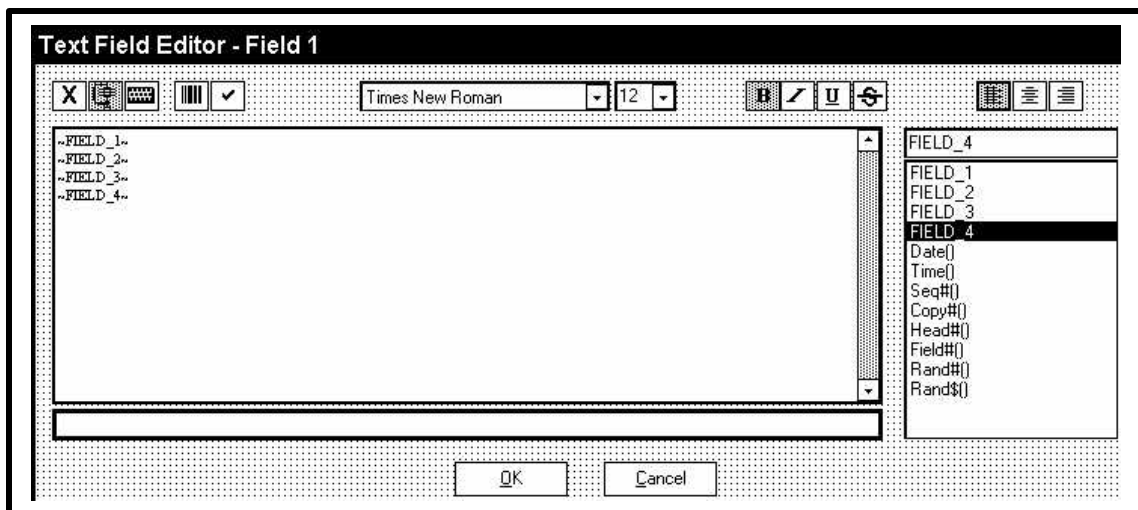 Text Field Editor - Field 1
X
Times New Roman 12 B I U S
~FIELD_1~
~FIELD_2~
~FIELD_3~
~FIELD_4~
FIELD_4
FIELD_1
FIELD_2
FIELD_3
FIELD_4
Date()
Time()
Seq#()
Copy#()
Head#()
Field#()
Rand#()
Rand$()
OK Cancel